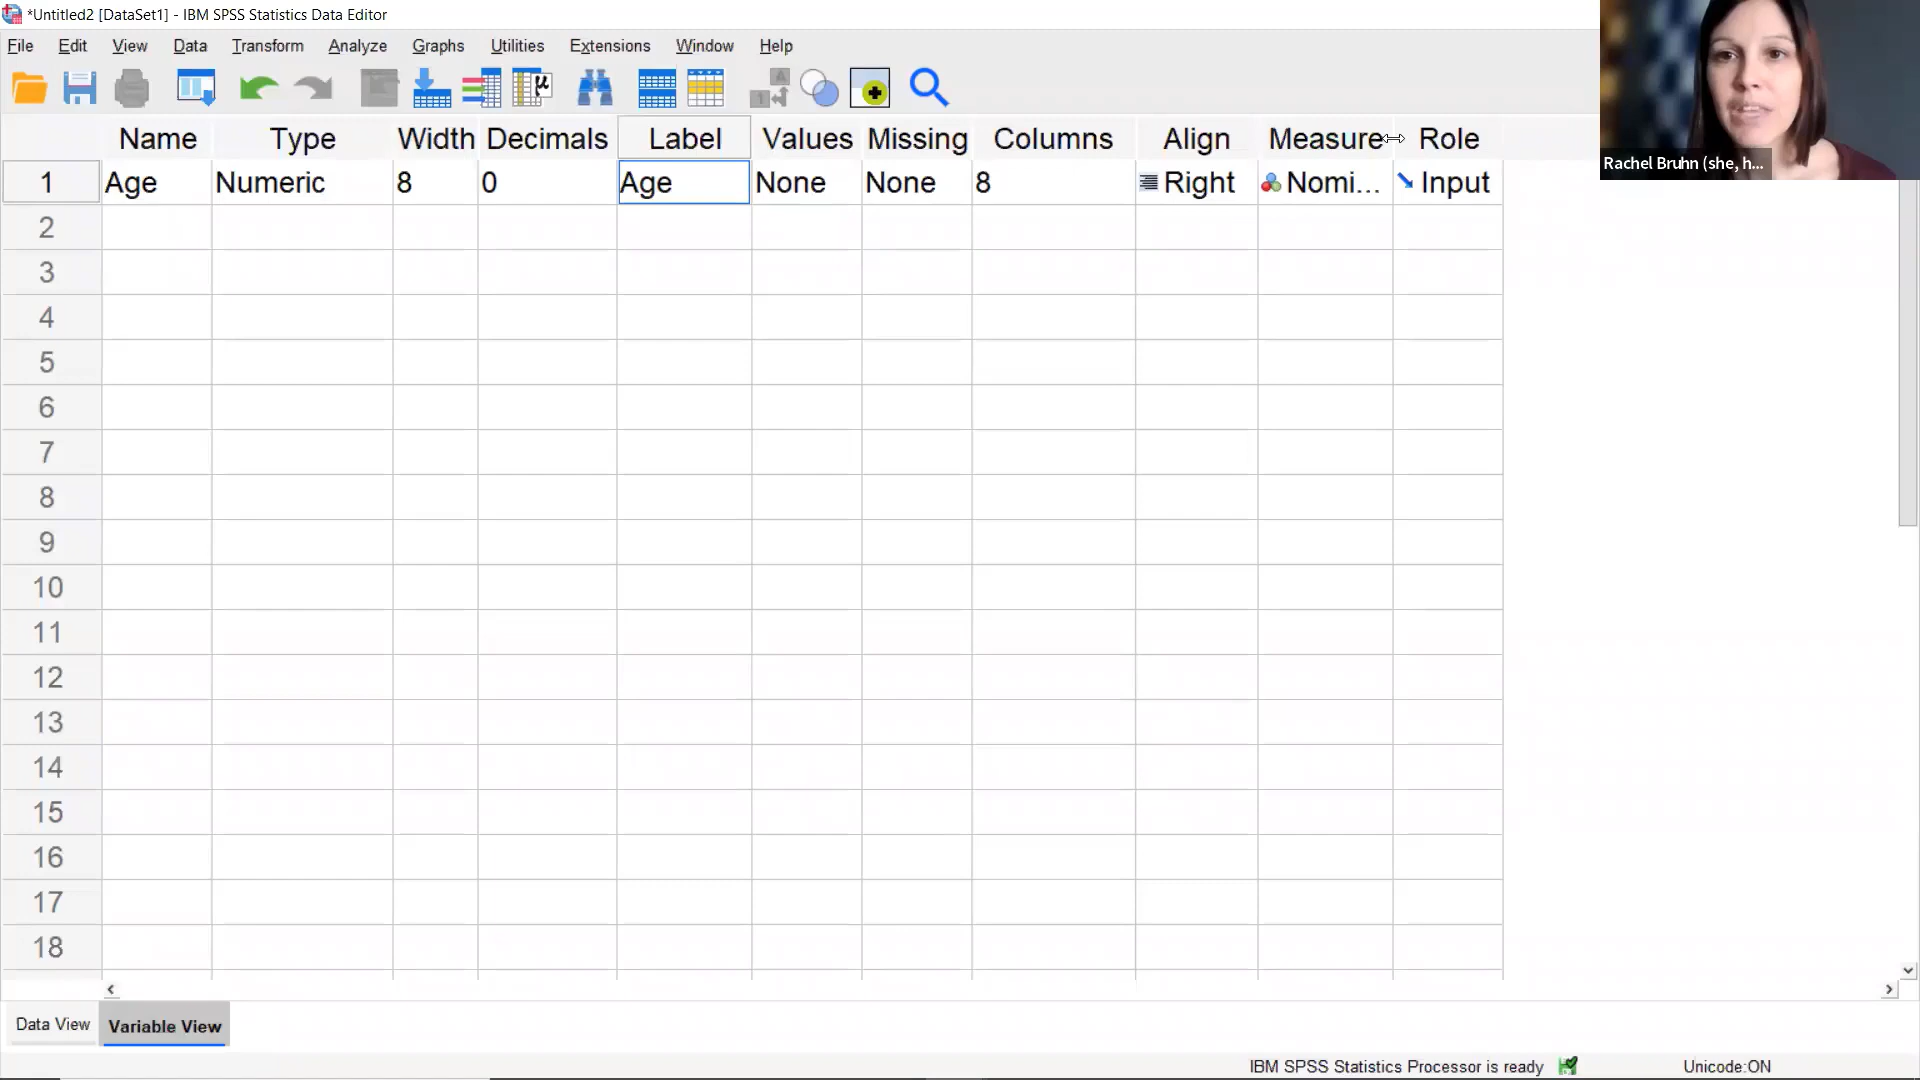 *Untitled2 [DataSet1] - IBM SPSS Statistics Data Editor
File Edit View Data Transform Analyze Graphs Utilities Extensions Window Help
Name Type Width Decimals Label Values Missing Columns Align Measure Role
Rachel Bruhn (she, h...
1 Age Numeric 8 0 Age None None 8 Right Nomi... Input
2
3
4
5
6
7
8
9
10
11
12
13
14
15
16
17
18
Data View Variable View
IBM SPSS Statistics Processor is ready Unicode:ON